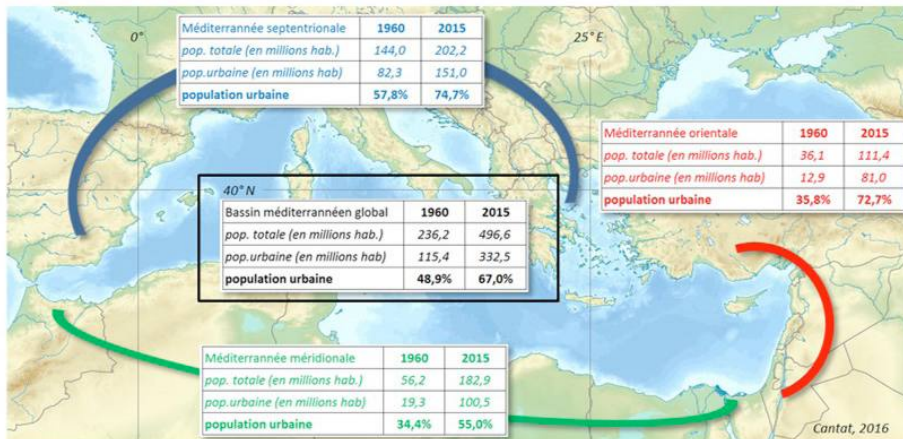 0°
25° E
Méditerrannée septentrionale 1960 2015
pop. totale (en millions hab.) 144,0 202,2
pop.urbaine (en millions hab) 82,3 151,0
population urbaine 57,8% 74,7%
Méditerrannée orientale 1960 2015
pop. totale (en millions hab.) 36,1 111,4
pop.urbaine (en millions hab) 12,9 81,0
population urbaine 35,8% 72,7%
40° N
Bassin méditerrannéen global 1960 2015
pop. totale (en millions hab.) 236,2 496,6
pop.urbaine (en millions hab) 115,4 332,5
population urbaine 48,9% 67,0%
Méditerrannée méridionale 1960 2015
pop. totale (en millions hab.) 56,2 182,9
pop.urbaine (en millions hab) 19,3 100,5
population urbaine 34,4% 55,0%
Cantat, 2016